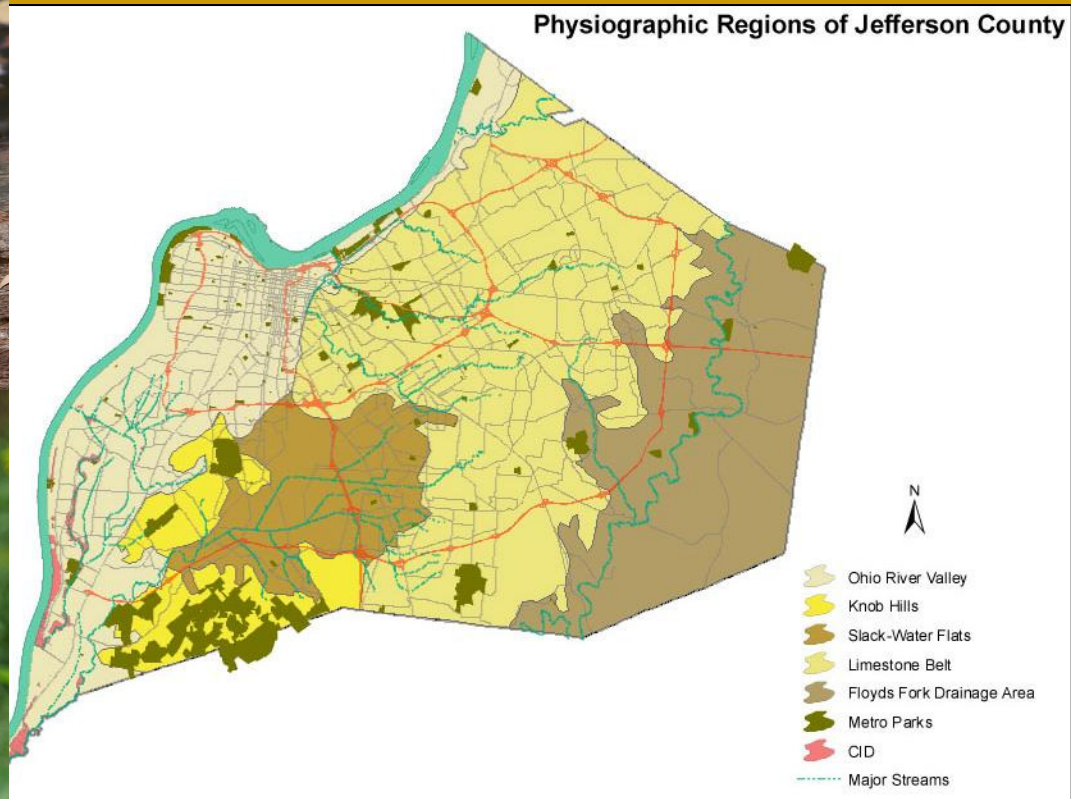 Physiographic Regions of Jefferson County
N
Ohio River Valley
Knob Hills
Slack-Water Flats
Limestone Belt
Floyds Fork Drainage Area
Metro Parks
CID
Major Streams